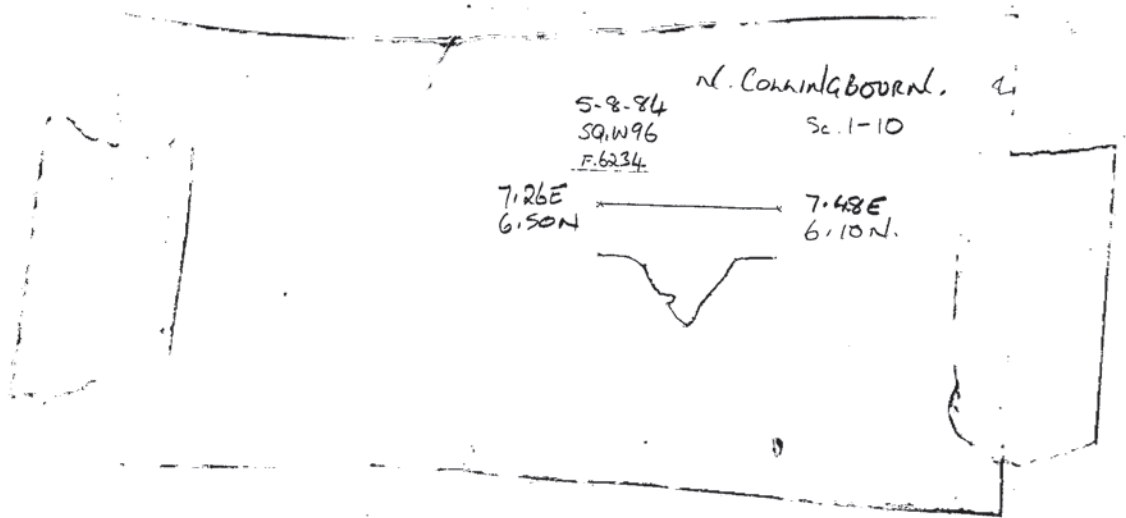 N. COLLINGBOURN.
Sc. 1-10
5-8-84
SQ.W96
F.6234
7.26E
6.50N
7.48E
6.10N.